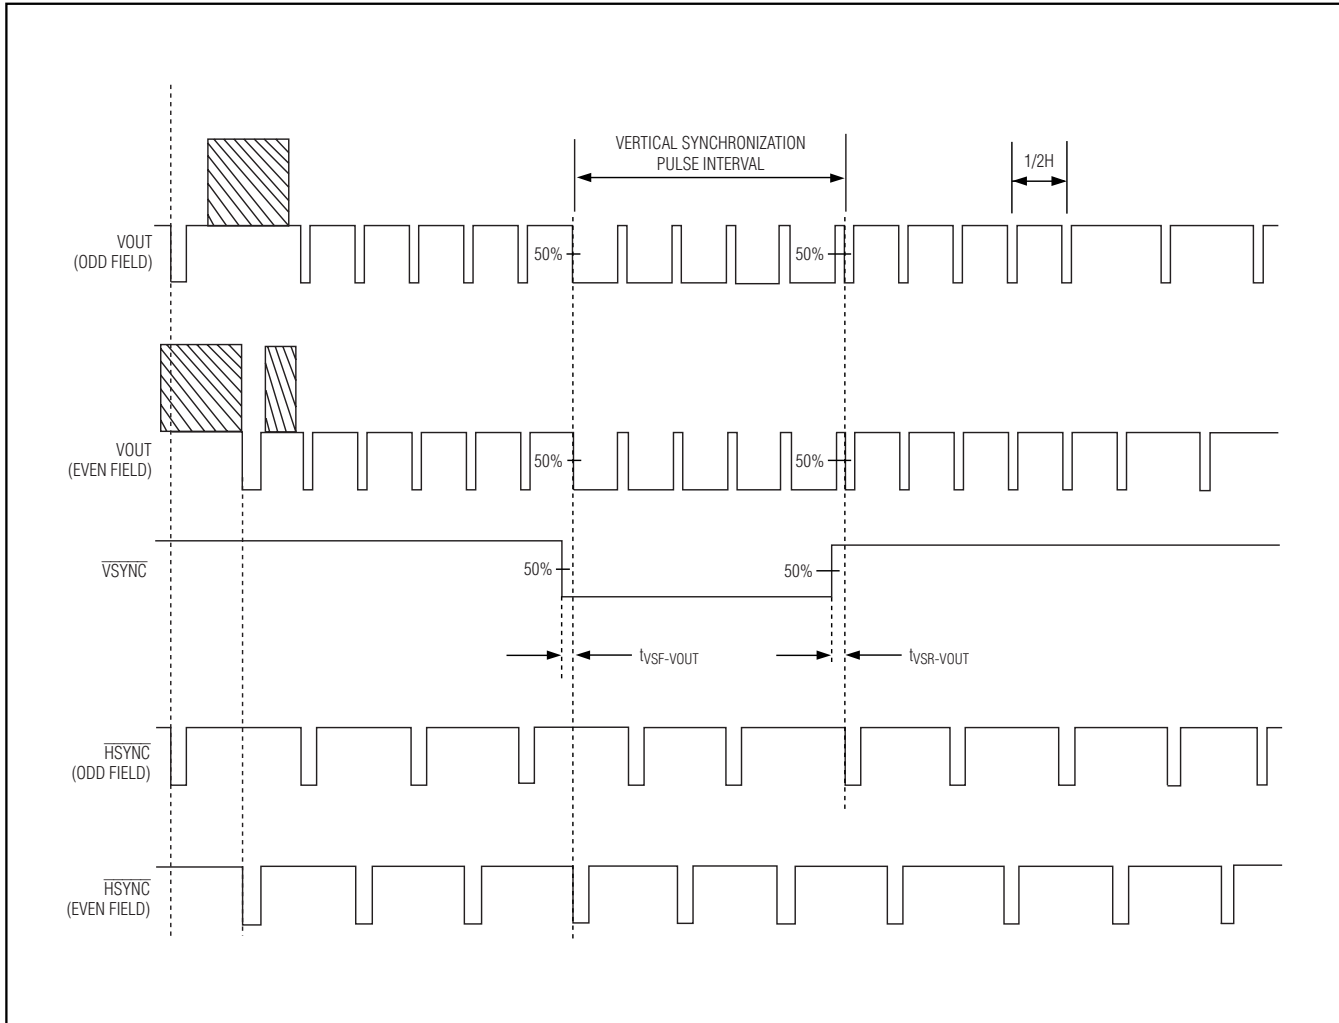 VERTICAL SYNCHRONIZATION
PULSE INTERVAL
1/2H
VOUT
(ODD FIELD)
50%
50%
VOUT
(EVEN FIELD)
50%
50%
VSYNC
50%
50%
tVSF-VOUT
tVSR-VOUT
HSYNC
(ODD FIELD)
HSYNC
(EVEN FIELD)